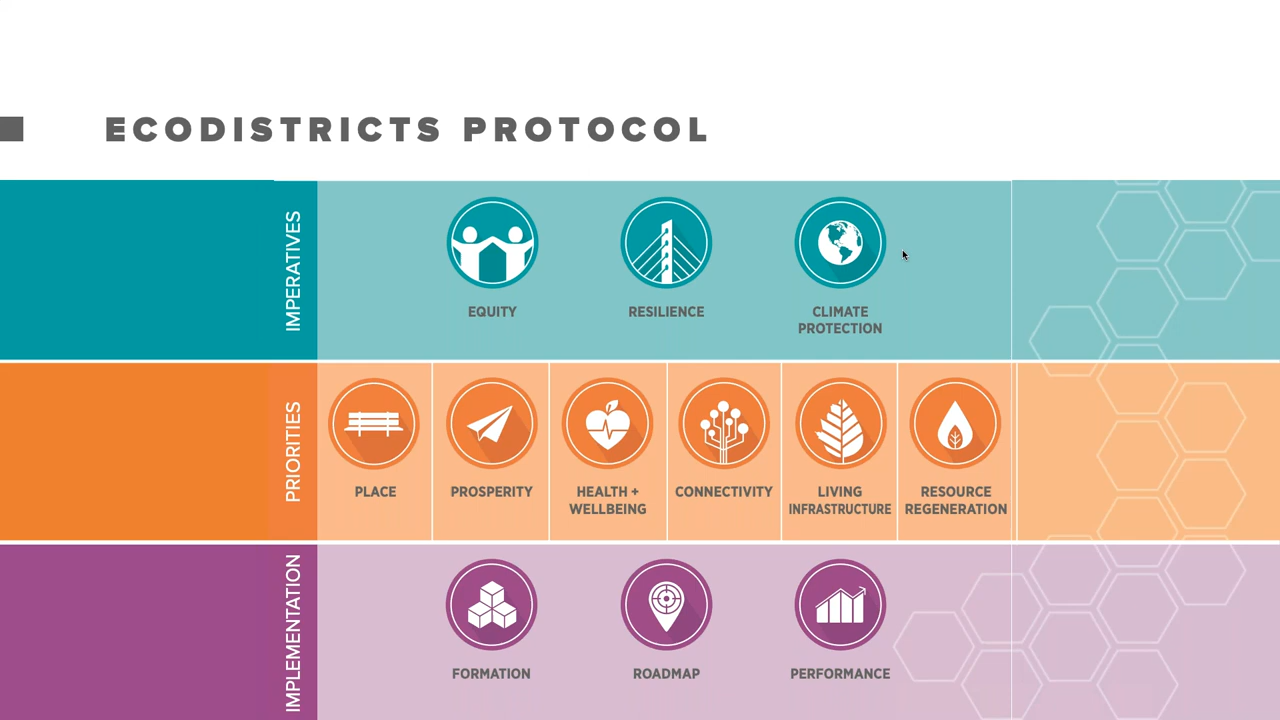 ECODISTRICTS PROTOCOL
IMPERATIVES
EQUITY
RESILIENCE
CLIMATE
PROTECTION
PRIORITIES
PLACE
PROSPERITY
HEALTH +
WELLBEING
CONNECTIVITY
LIVING
INFRASTRUCTURE
RESOURCE
REGENERATION
IMPLEMENTATION
FORMATION
ROADMAP
PERFORMANCE